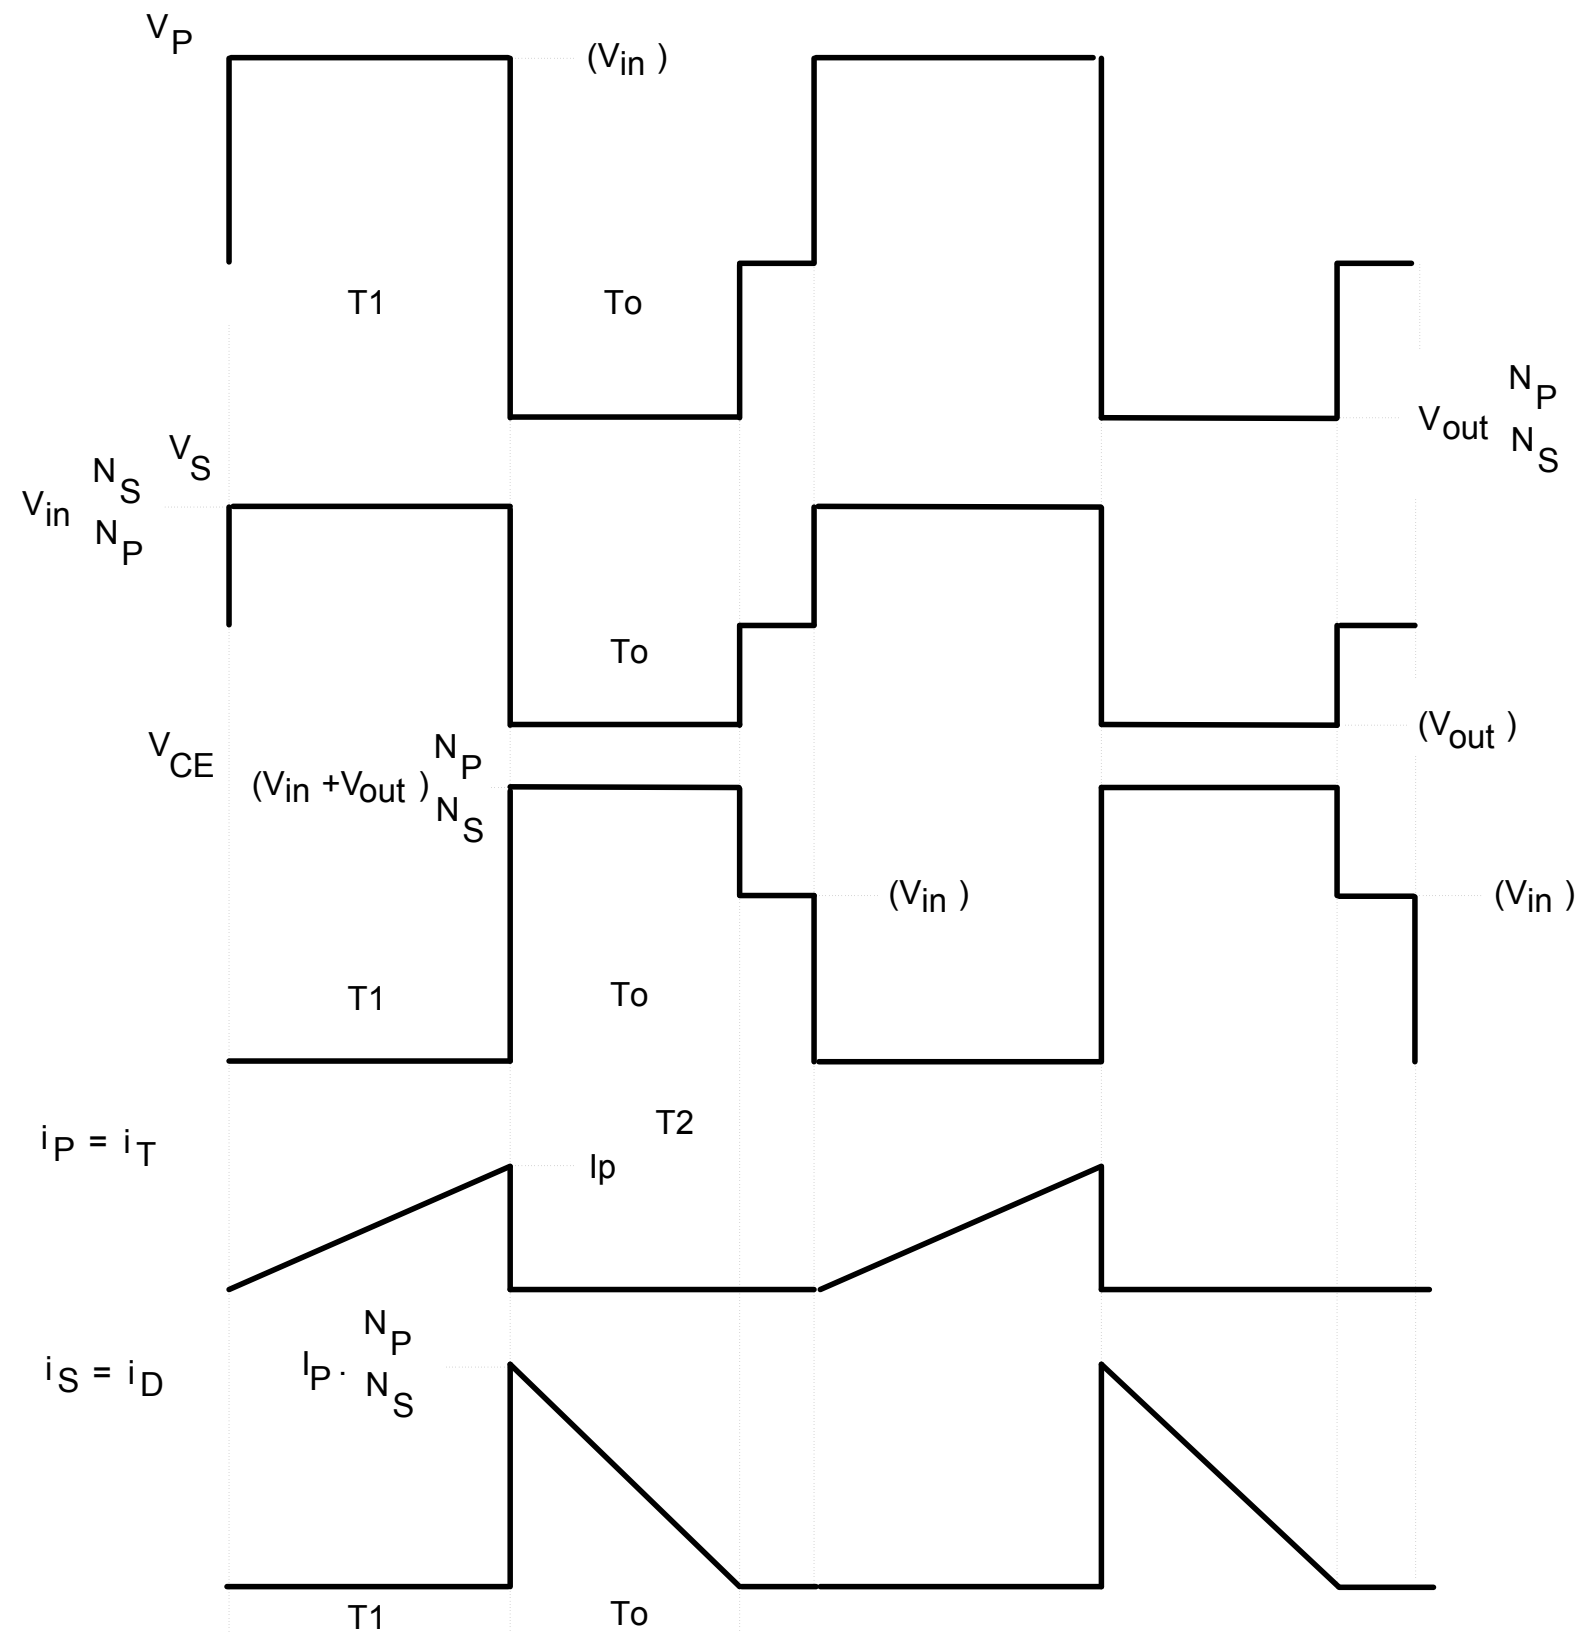 VP
(Vin )
T1 To
NP
Vout
NS
VS
NS
Vin
NP
To
(Vout )
VCE
NP
(Vin +Vout )
NS
(Vin ) (Vin )
T1 To
T2
iP = iT
Ip
NP
iS = iD IP .
NS
T1 To